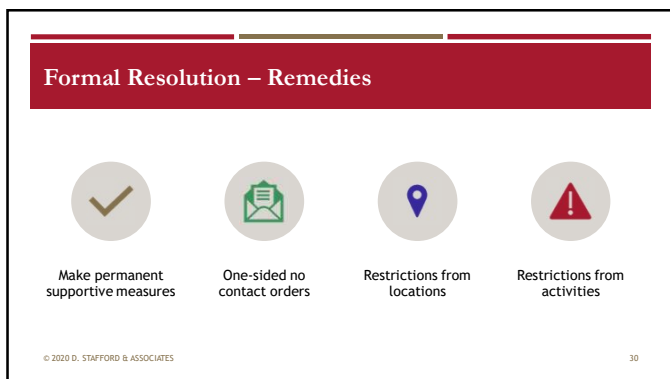 Formal Resolution – Remedies
Make permanent
supportive measures
One-sided no
contact orders
Restrictions from
locations
Restrictions from
activities
© 2020 D. STAFFORD & ASSOCIATES
30